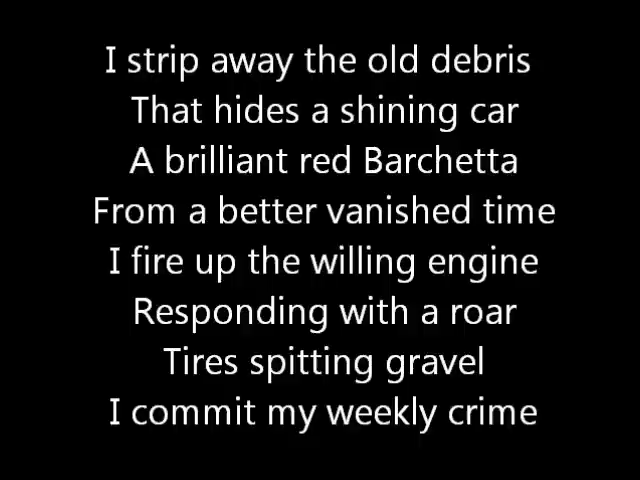 I strip away the old debris
That hides a shining car
A brilliant red Barchetta
From a better vanished time
I fire up the willing engine
Responding with a roar
Tires spitting gravel
I commit my weekly crime